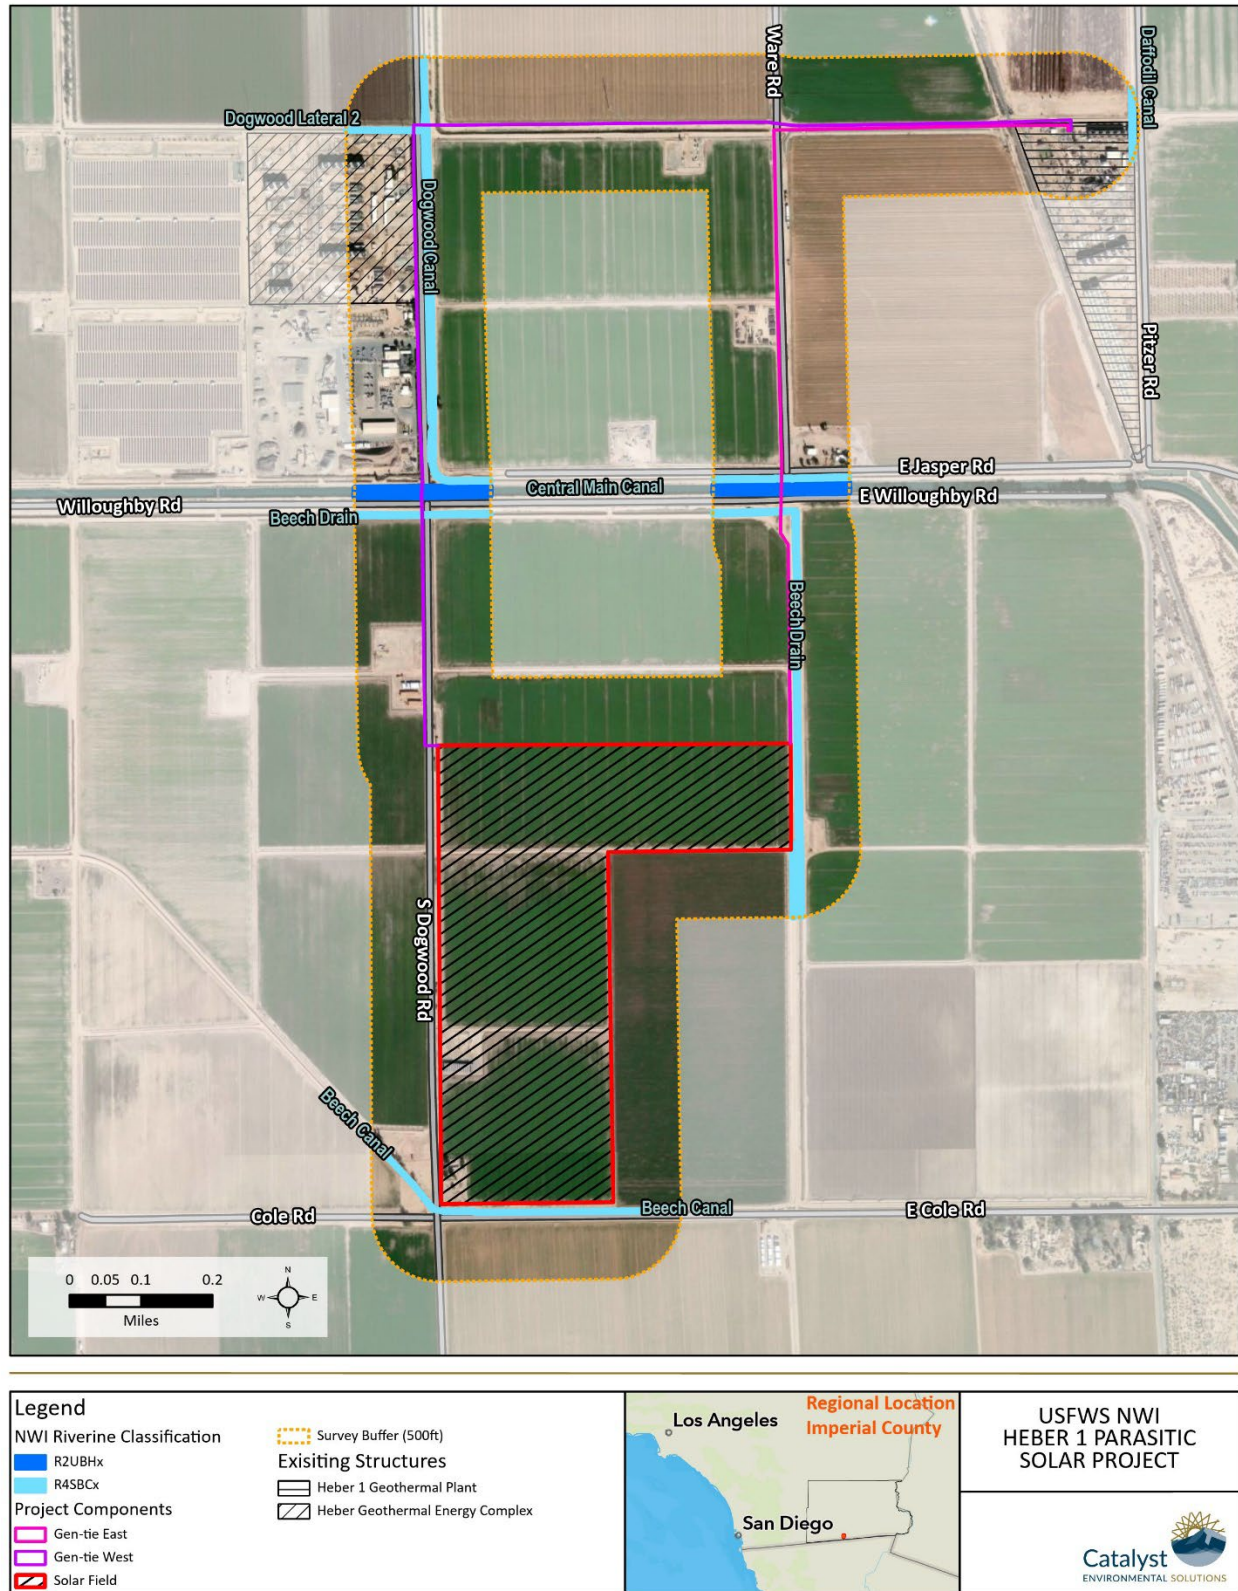 Ware Rd
Daffodil Canal
Dogwood Lateral 2
Dogwood Canal
Pitzer Rd
E Jasper Rd
Central Main Canal
E Willoughby Rd
Willoughby Rd
Beech Drain
Beech Drain
S Dogwood Rd
Beech Canal
Beech Canal
Cole Rd
E Cole Rd
0 0.05 0.1 0.2
Miles
N
W E
S
Legend
NWI Riverine Classification
R2UBHx
R4SBCx
Project Components
Gen-tie East
Gen-tie West
Solar Field
Survey Buffer (500ft)
Exisiting Structures
Heber 1 Geothermal Plant
Heber Geothermal Energy Complex
Regional Location
Imperial County
Los Angeles
San Diego
USFWS NWI
HEBER 1 PARASITIC
SOLAR PROJECT
Catalyst
ENVIRONMENTAL SOLUTIONS